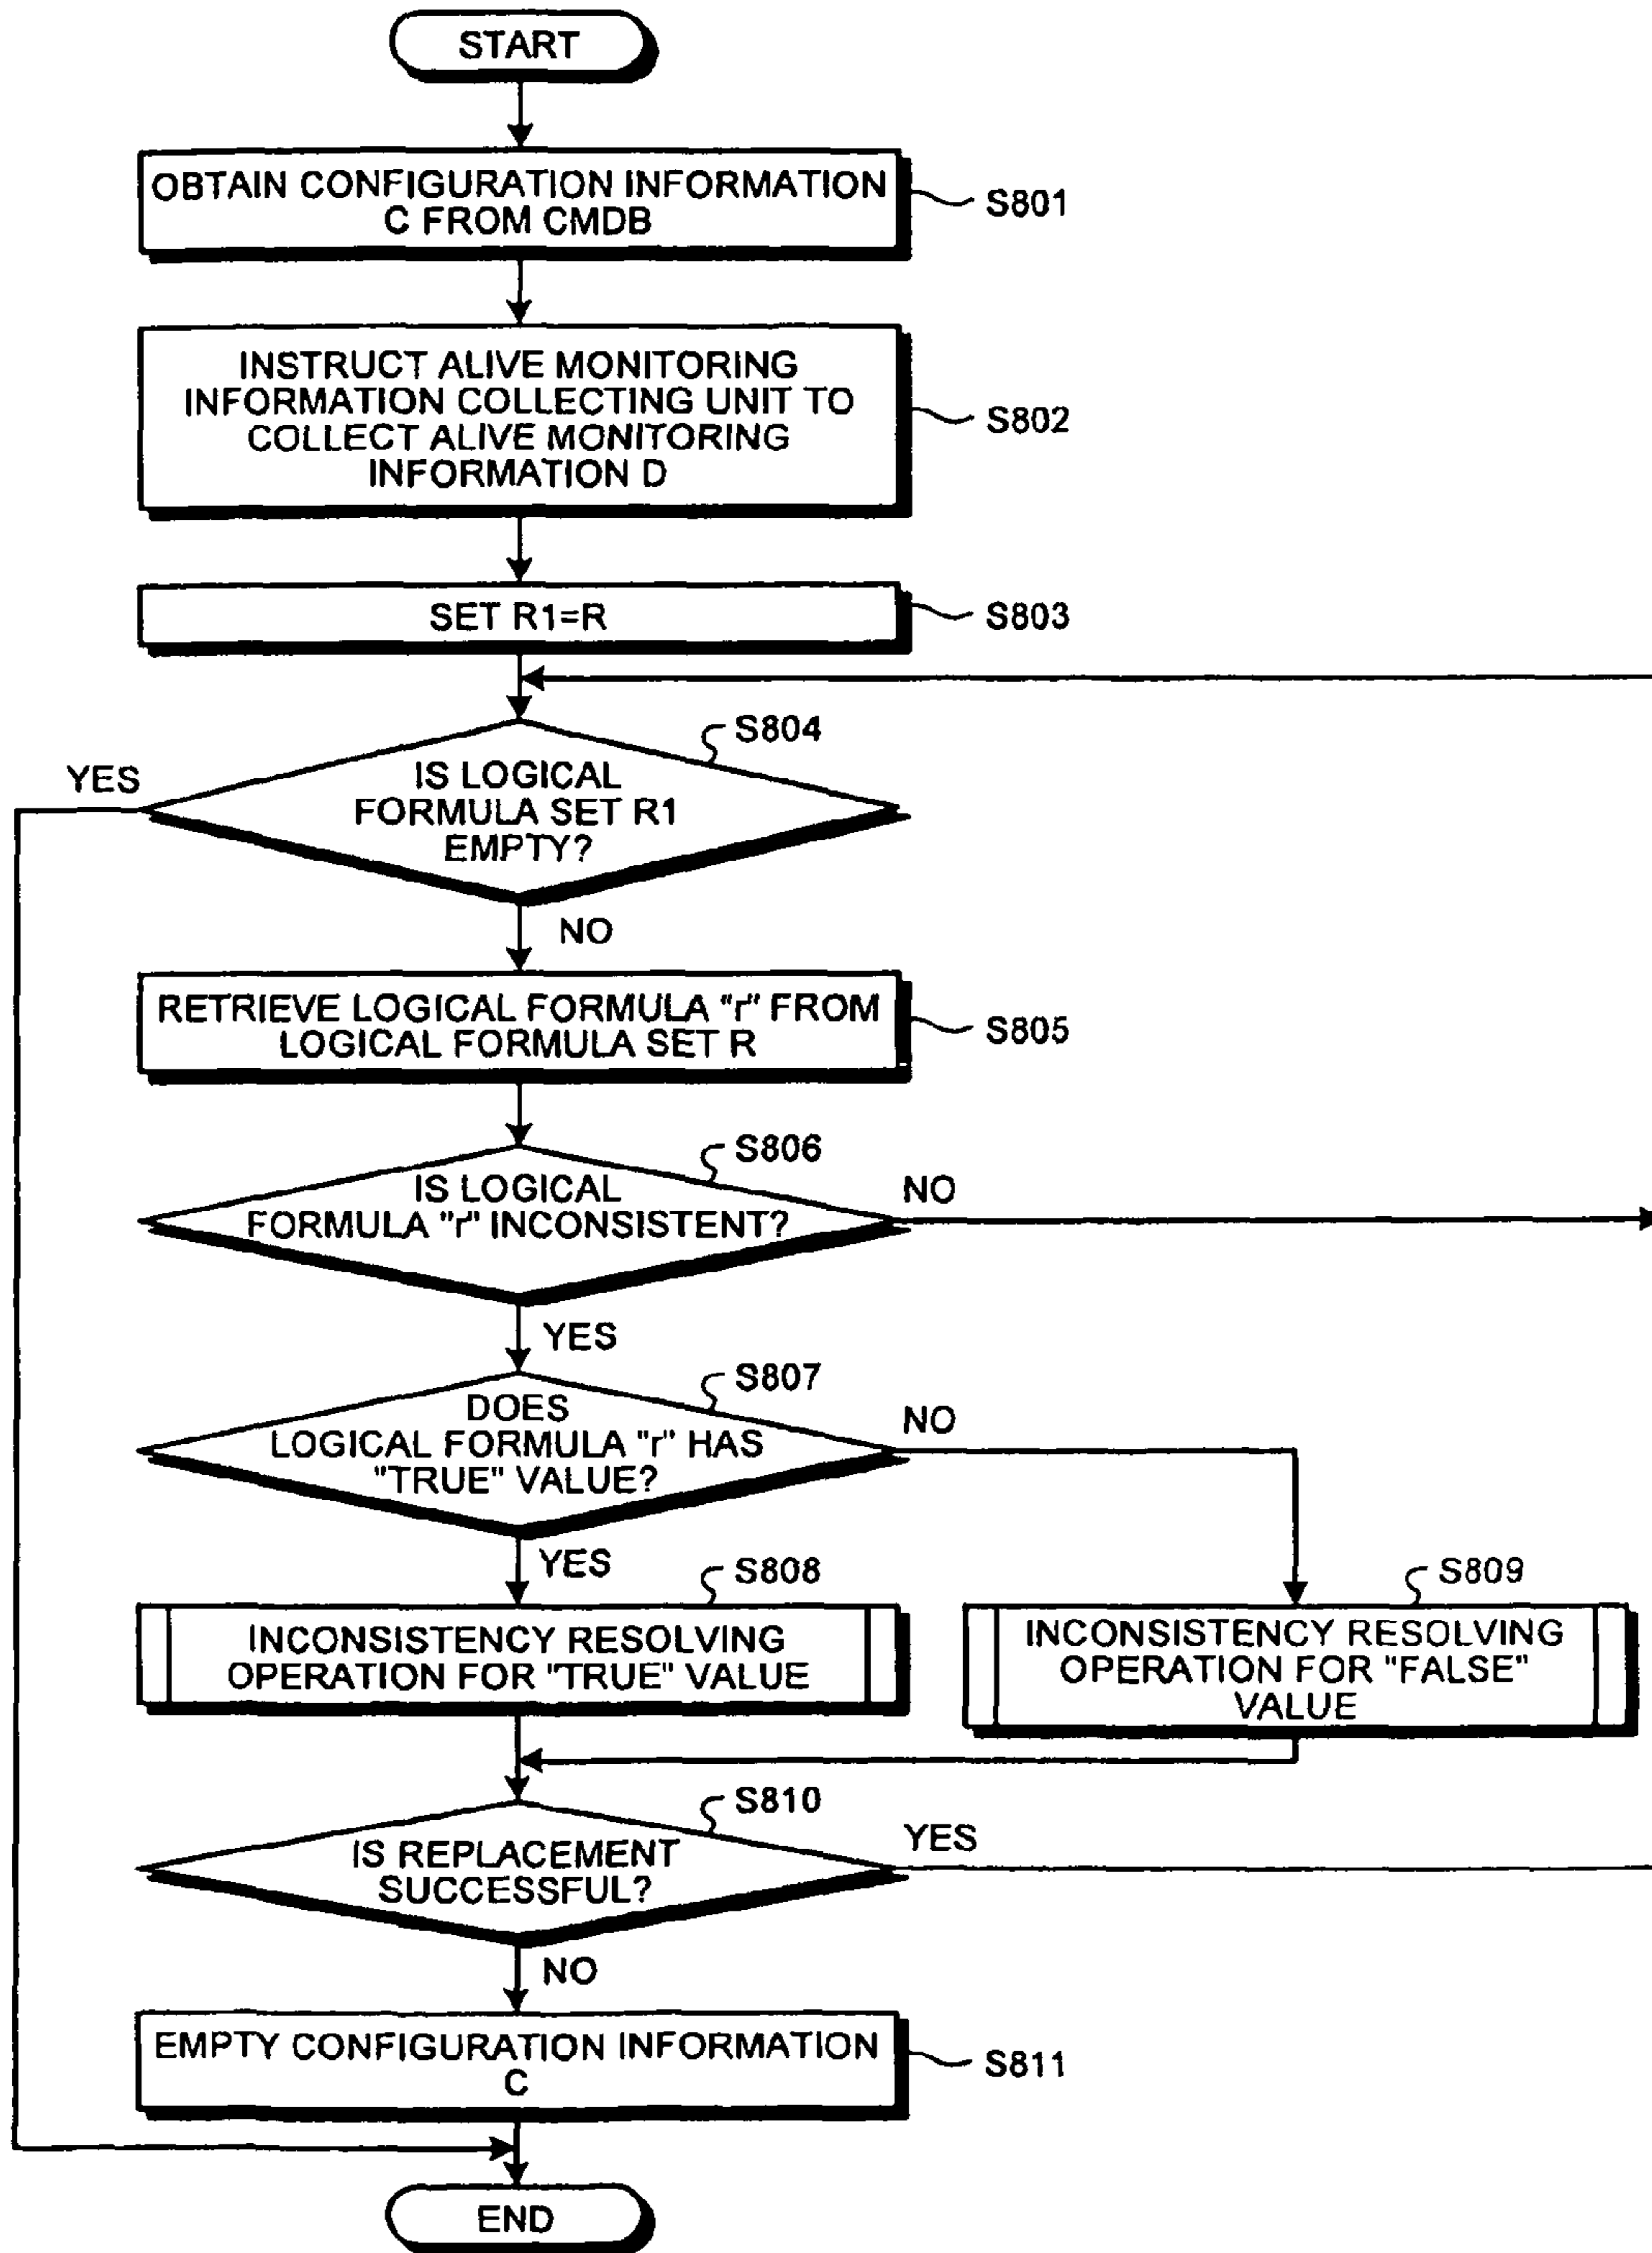 START
OBTAIN CONFIGURATION INFORMATION
C FROM CMDB
S801
INSTRUCT ALIVE MONITORING
INFORMATION COLLECTING UNIT TO
COLLECT ALIVE MONITORING
INFORMATION D
S802
SET R1=R
S803
S804
YES
IS LOGICAL
FORMULA SET R1
EMPTY?
NO
RETRIEVE LOGICAL FORMULA "r" FROM
LOGICAL FORMULA SET R
S805
S806
IS LOGICAL
FORMULA "r" INCONSISTENT?
NO
YES
S807
DOES
LOGICAL FORMULA "r" HAS
"TRUE" VALUE?
NO
YES
S808
INCONSISTENCY RESOLVING
OPERATION FOR "TRUE" VALUE
S809
INCONSISTENCY RESOLVING
OPERATION FOR "FALSE"
VALUE
S810
IS REPLACEMENT
SUCCESSFUL?
YES
NO
EMPTY CONFIGURATION INFORMATION
C
S811
END